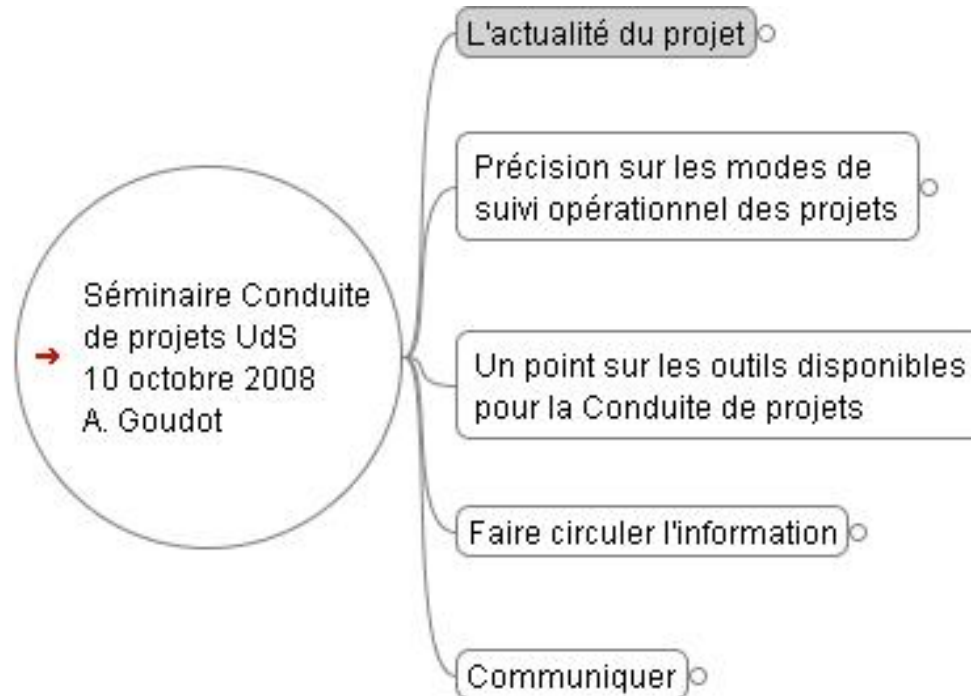 L'actualité du projet
Précision sur les modes de
suivi opérationnel des projets
Séminaire Conduite
de projets UdS
10 octobre 2008
A. Goudot
Un point sur les outils disponibles
pour la Conduite de projets
Faire circuler l'information
Communiquer